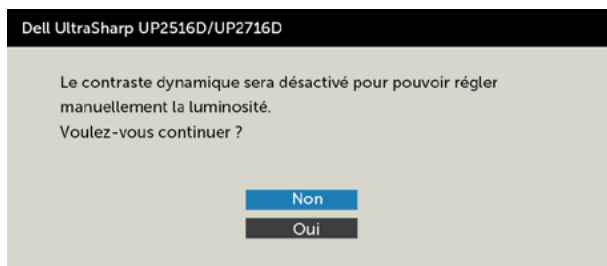 Dell UltraSharp UP2516D/UP2716D
Le contraste dynamique sera désactivé pour pouvoir régler
manuellement la luminosité.
Voulez-vous continuer ?
Non
Oui